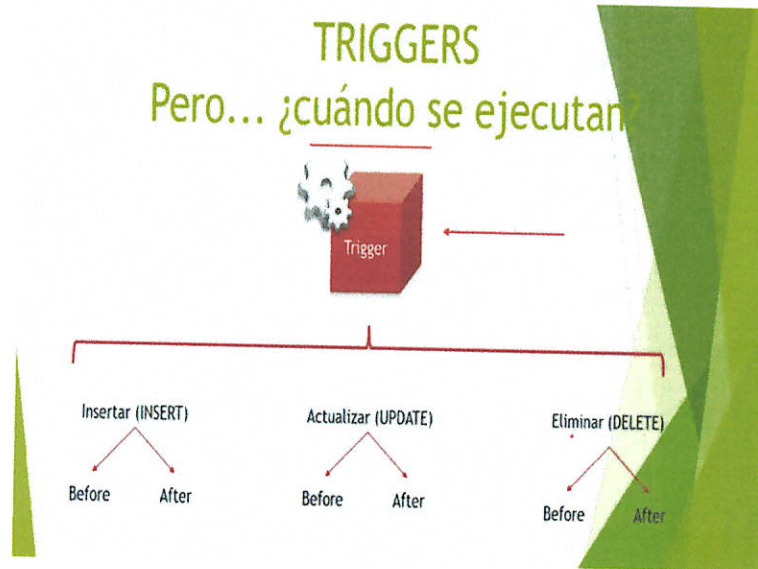 TRIGGERS
Pero... ¿cuándo se ejecutan?
Trigger
Insertar (INSERT)
Actualizar (UPDATE)
Eliminar (DELETE)
Before
After
Before
After
Before
After